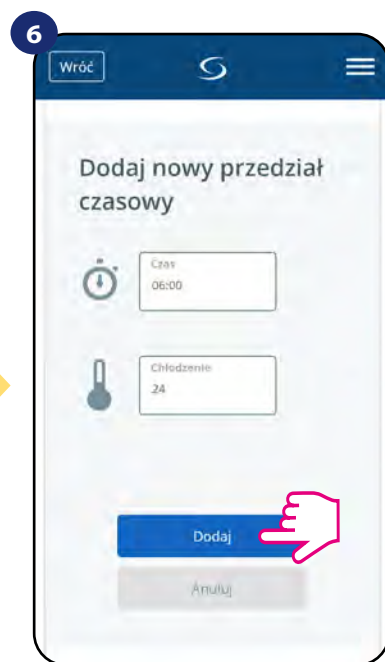 6
Wróć
Dodaj nowy przedział
czasowy
Czas
06:00
Chłodzenie
24
Dodaj
Anuluj